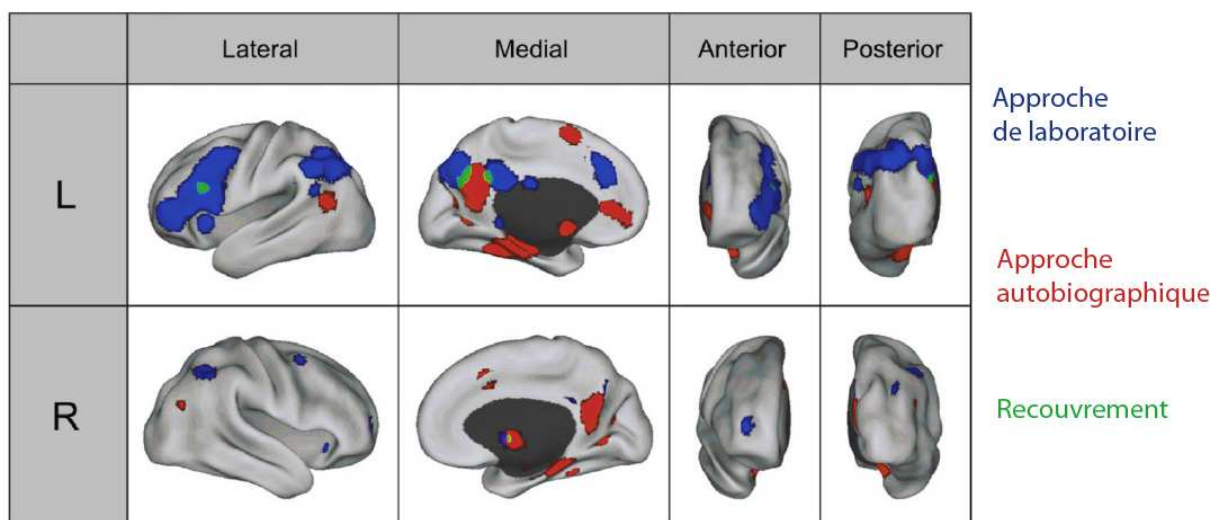 Lateral Medial Anterior Posterior
L
R
Approche
de laboratoire
Approche
autobiographique
Recouvrement